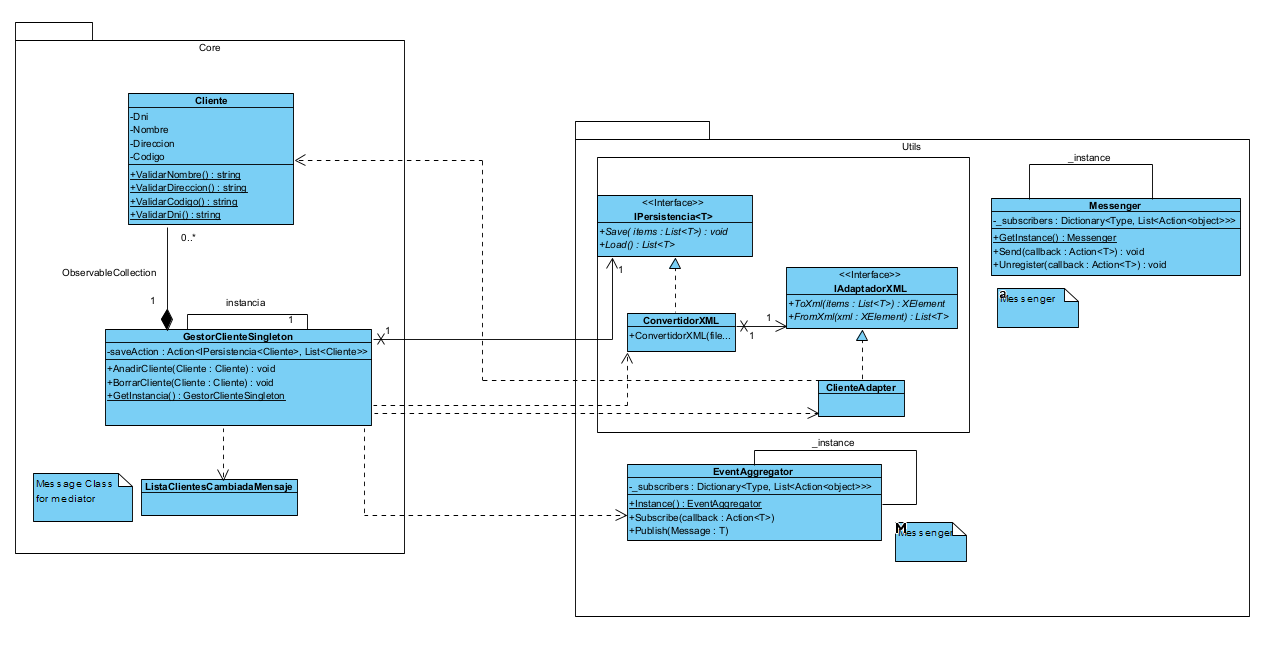 Core
Cliente
-Dni
-Nombre
-Direccion
-Codigo
+ValidarNombre() : string
+ValidarDireccion() : string
+ValidarCodigo() : string
+ValidarDni() : string
0..*
ObservableCollection
1
instancia
1
GestorClienteSingleton
-saveAction : Action<IPersistencia<Cliente>, List<Cliente>>
+AnadirCliente(Cliente : Cliente) : void
+BorrarCliente(Cliente : Cliente) : void
+GetInstancia() : GestorClienteSingleton
1
Message Class
for mediator
ListaClientesCambiadaMensaje
Utils
<<Interface>>
IPersistencia<T>
+Save( items : List<T>) : void
+Load() : List<T>
1
<<Interface>>
IAdaptadorXML
+ToXml(items : List<T>) : XElement
+FromXml(xml : XElement) : List<T>
ConvertidorXML
+ConvertidorXML(file...
1
1
ClienteAdapter
_instance
Messenger
-_subscribers : Dictionary<Type, List<Action<object>>>
+GetInstance() : Messenger
+Send(callback : Action<T>) : void
+Unregister(callback : Action<T>) : void
a
Messenger
_instance
EventAggregator
-_subscribers : Dictionary<Type, List<Action<object>>>
+Instance() : EventAggregator
+Subscribe(callback : Action<T>)
+Publish(Message : T)
M
Messenger